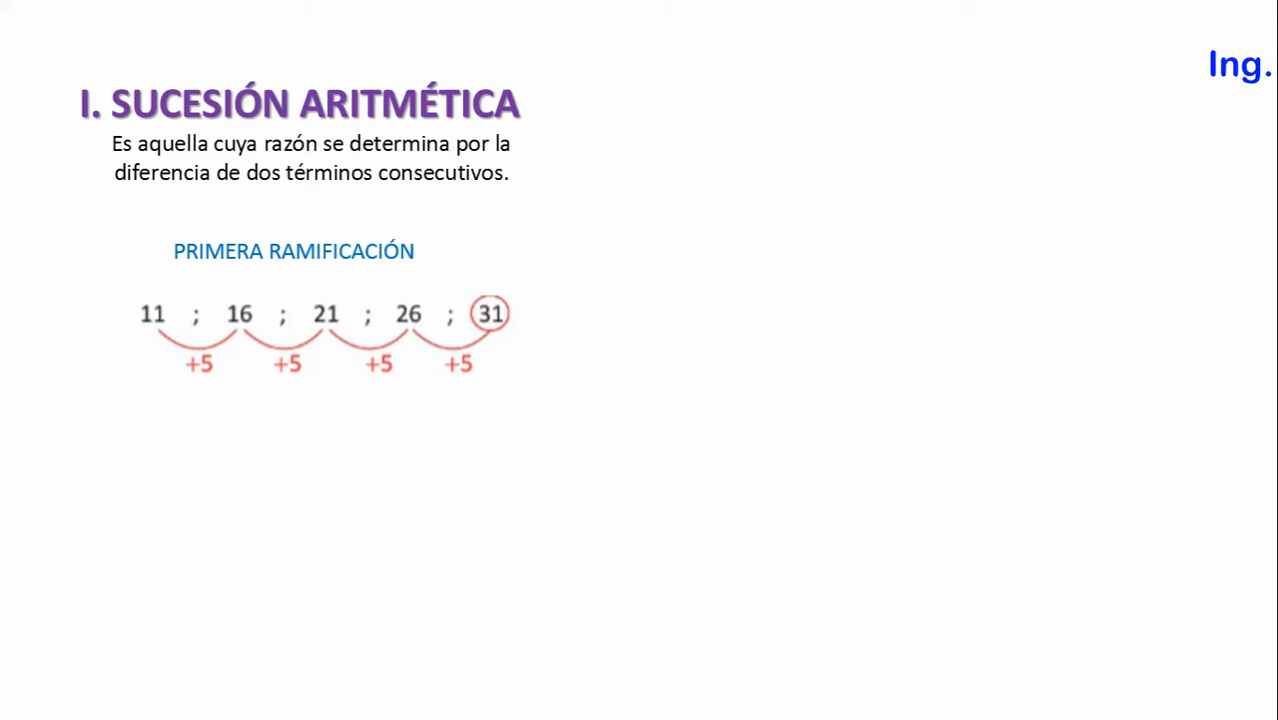 Ing.
I. SUCESIÓN ARITMÉTICA
Es aquella cuya razón se determina por la
diferencia de dos términos consecutivos.
PRIMERA RAMIFICACIÓN
11 ; 16 ; 21 ; 26 ; 31
+5 +5 +5 +5